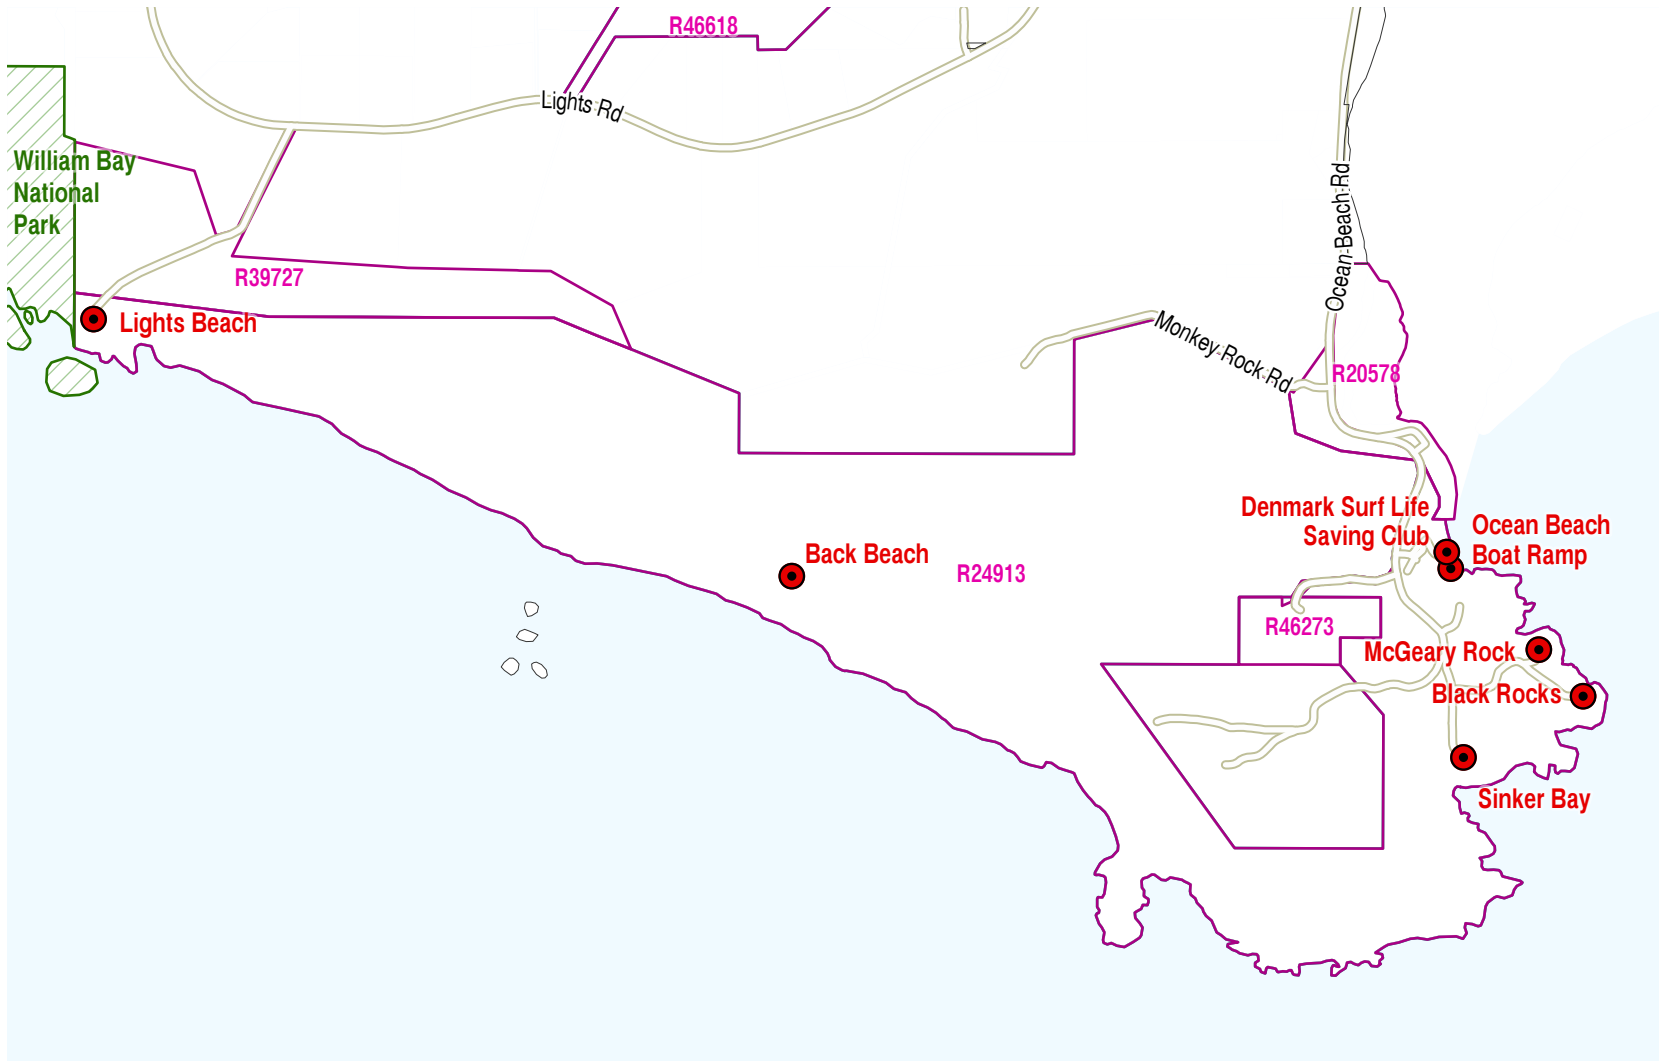 R46618
Lights Rd
William Bay
National
Park
Ocean Beach Rd
R39727
Lights Beach
Monkey Rock Rd
R20578
Denmark Surf Life
Saving Club
Ocean Beach
Boat Ramp
Back Beach
R24913
R46273
McGeary Rock
Black Rocks
Sinker Bay